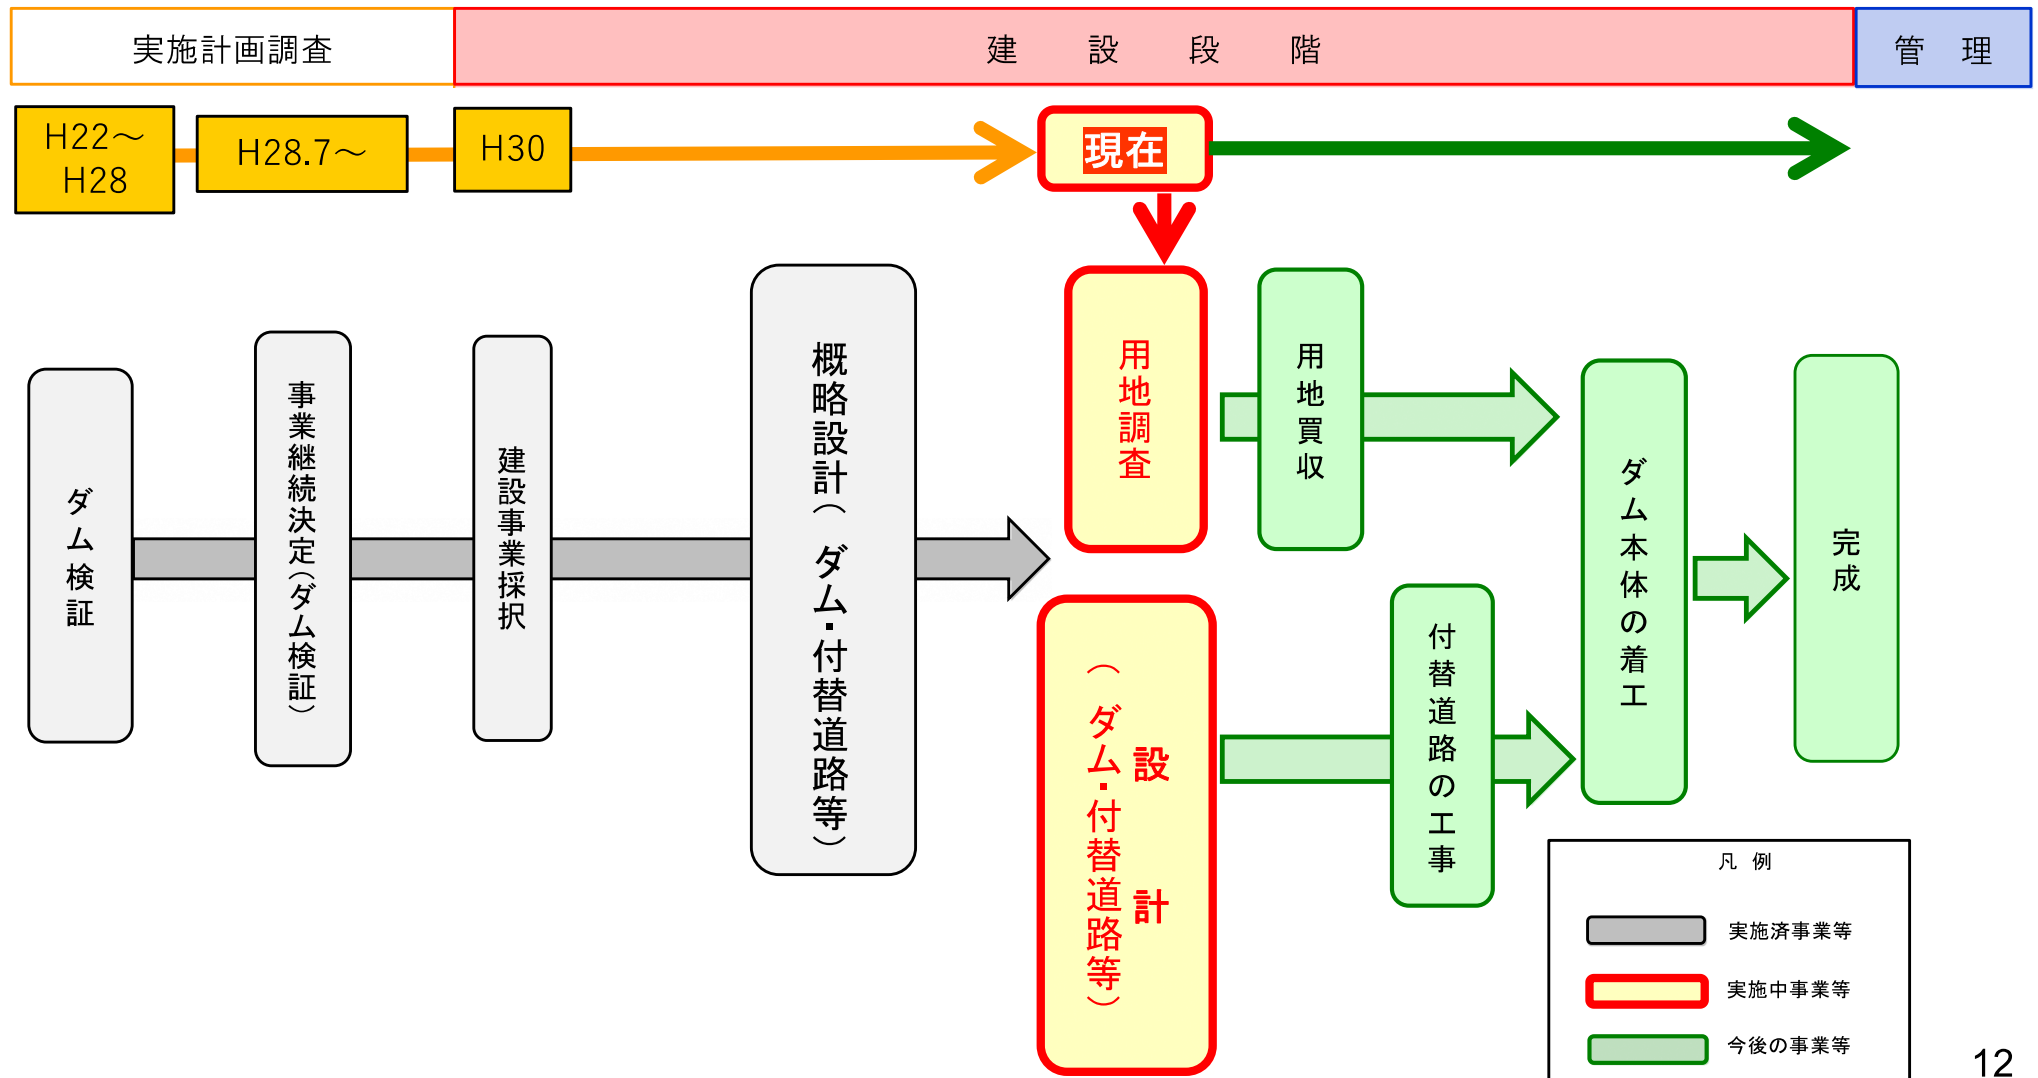 実施計画調査
建設段階
管理
H22～
H28
H28.7～
H30
現在
ダム検証
事業継続決定(ダム検証)
建設事業採択
概略設計(ダム・付替道路等)
用地調査
用地買収
設計
(ダム・付替道路等)
付替道路の工事
ダム本体の着工
完成
凡例
実施済事業等
実施中事業等
今後の事業等
12